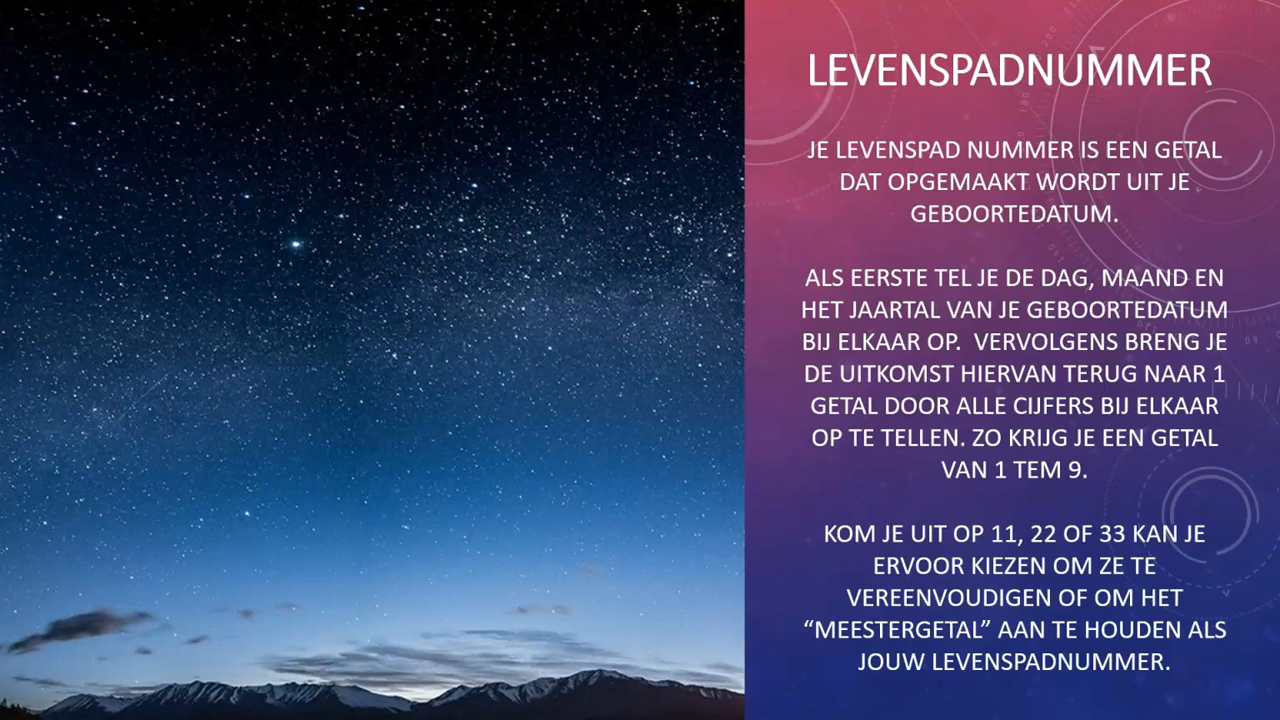 LEVENSPADNUMMER
JE LEVENSPAD NUMMER IS EEN GETAL
DAT OPGEMAAKT WORDT UIT JE
GEBOORTEDATUM.
ALS EERSTE TEL JE DE DAG, MAAND EN
HET JAARTAL VAN JE GEBOORTEDATUM
BIJ ELKAAR OP. VERVOLGENS BRENG JE
DE UITKOMST HIERVAN TERUG NAAR 1
GETAL DOOR ALLE CIJFERS BIJ ELKAAR
OP TE TELLEN. ZO KRIJG JE EEN GETAL
VAN 1 TEM 9.
KOM JE UIT OP 11, 22 OF 33 KAN JE
ERVOOR KIEZEN OM ZE TE
VEREENVOUDIGEN OF OM HET
“MEESTERGETAL” AAN TE HOUDEN ALS
JOUW LEVENSPADNUMMER.